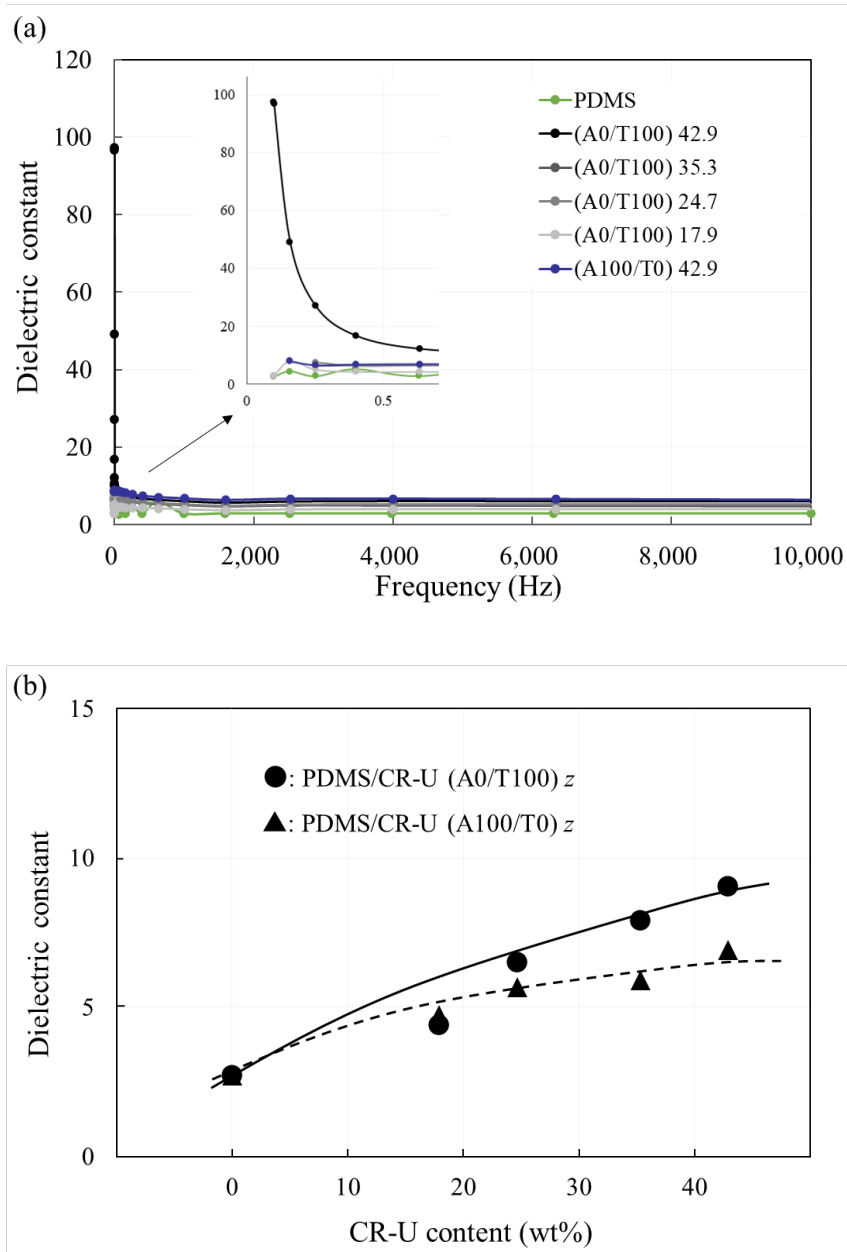 (a)
Dielectric constant
120
100
80
60
40
20
0
100
80
60
40
20
0
0
0.5
PDMS
(A0/T100) 42.9
(A0/T100) 35.3
(A0/T100) 24.7
(A0/T100) 17.9
(A100/T0) 42.9
0
2,000
4,000
6,000
8,000
10,000
Frequency (Hz)
(b)
Dielectric constant
15
10
5
0
: PDMS/CR-U (A0/T100) z
: PDMS/CR-U (A100/T0) z
0
10
20
30
40
CR-U content (wt%)